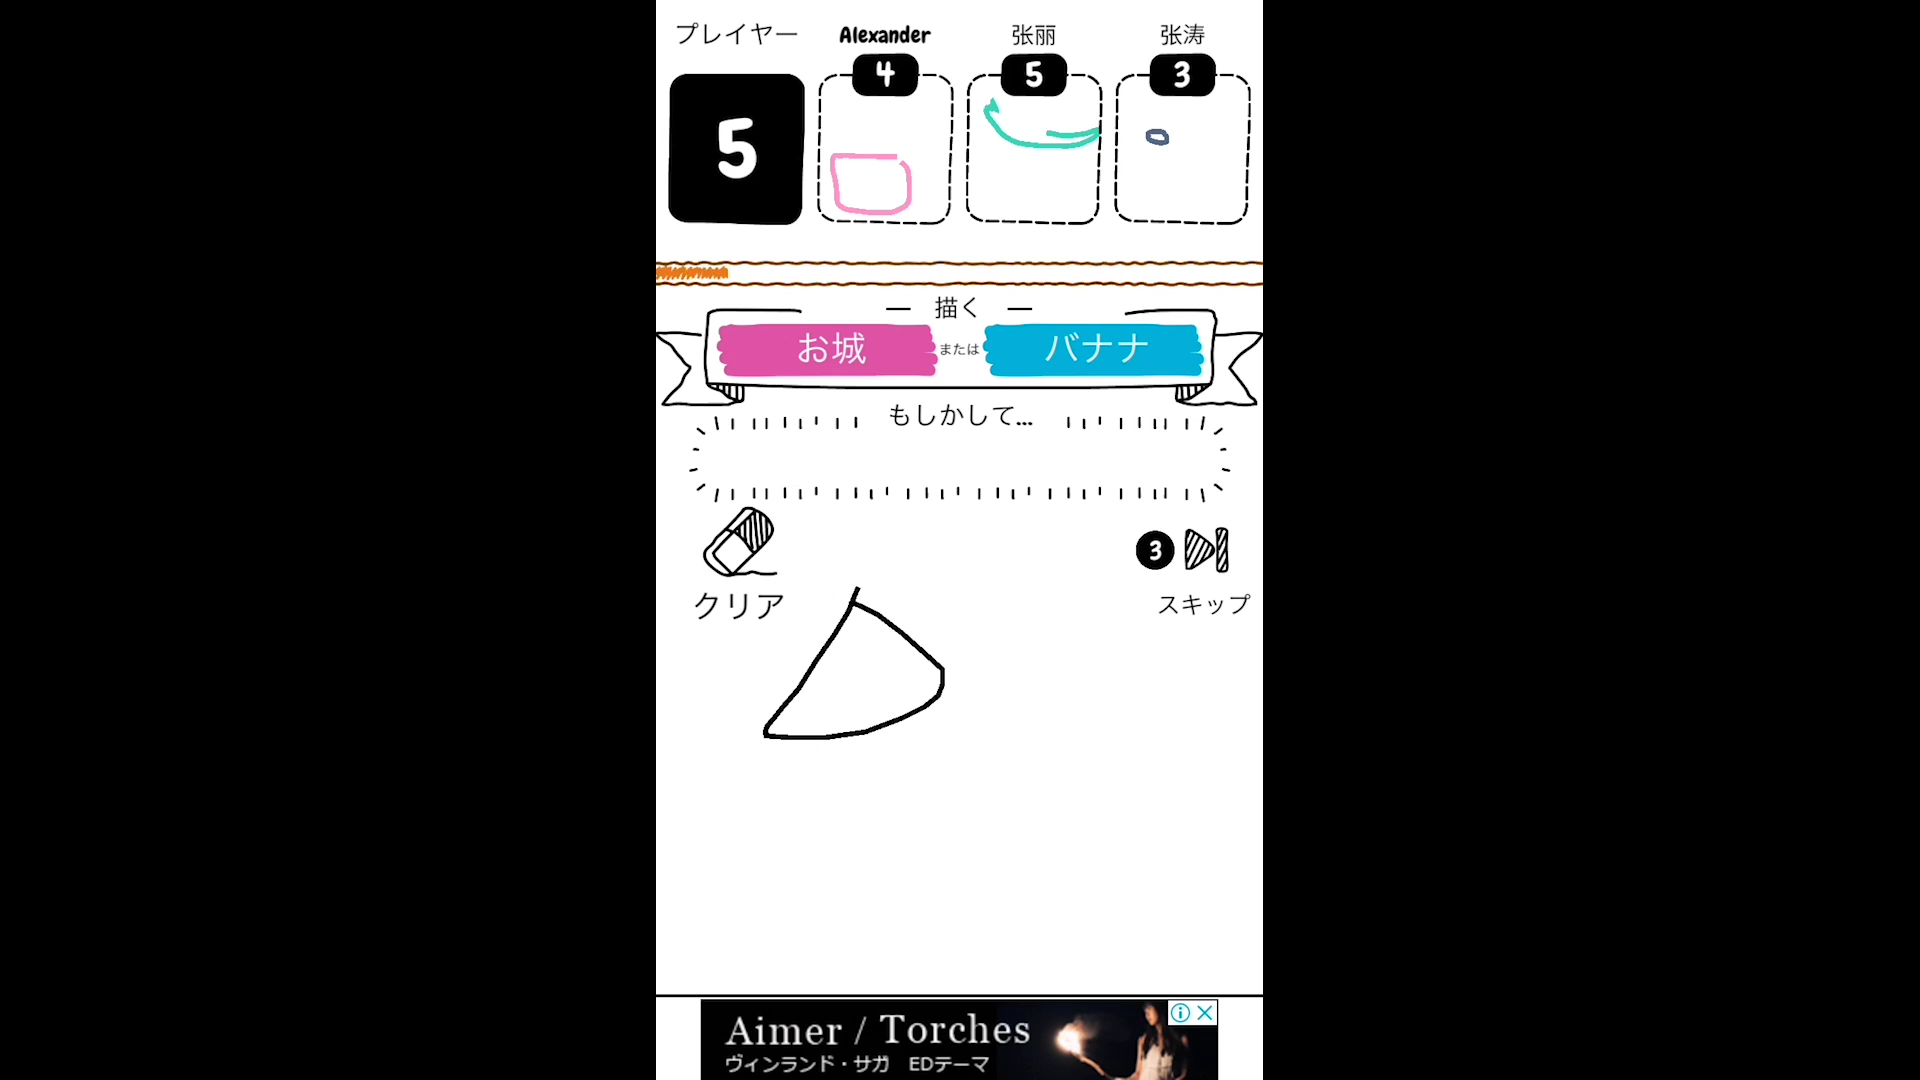 プレイヤー
Alexander
张丽
张涛
5
4
5
3
― 描く ―
お城 または バナナ
もしかして...
3
クリア
スキップ
Aimer / Torches
ヴィンランド・サガ EDテーマ